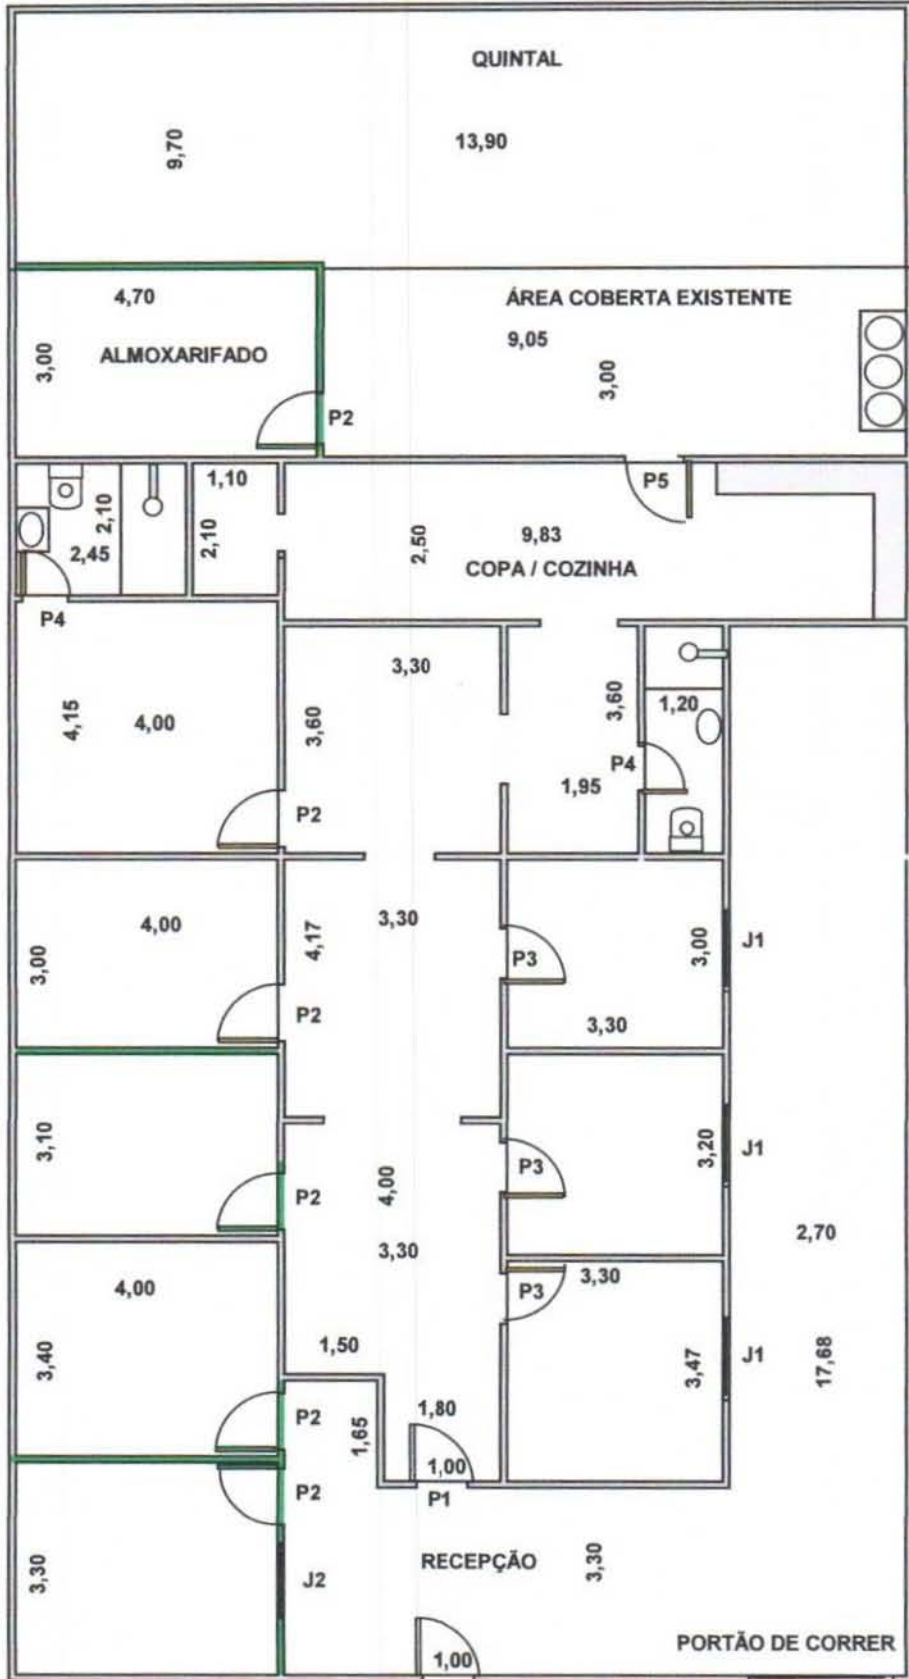 QUINTAL
9,70
13,90
4,70
ÁREA COBERTA EXISTENTE
9,05
3,00
ALMOXARIFADO
3,00
P2
1,10
P5
2,10
2,10
2,45
2,50
9,83
COPA / COZINHA
P4
3,30
4,15
4,00
3,60
3,60
1,20
P4
1,95
P2
4,00
3,00
4,17
3,30
P3
3,00
J1
P2
3,30
3,10
P2
4,00
P3
3,20
J1
3,30
2,70
4,00
3,30
P3
3,40
1,50
3,47
J1
17,68
P2
1,65
1,80
1,00
P2
P1
3,30
J2
RECEPÇÃO
3,30
1,00
PORTÃO DE CORRER